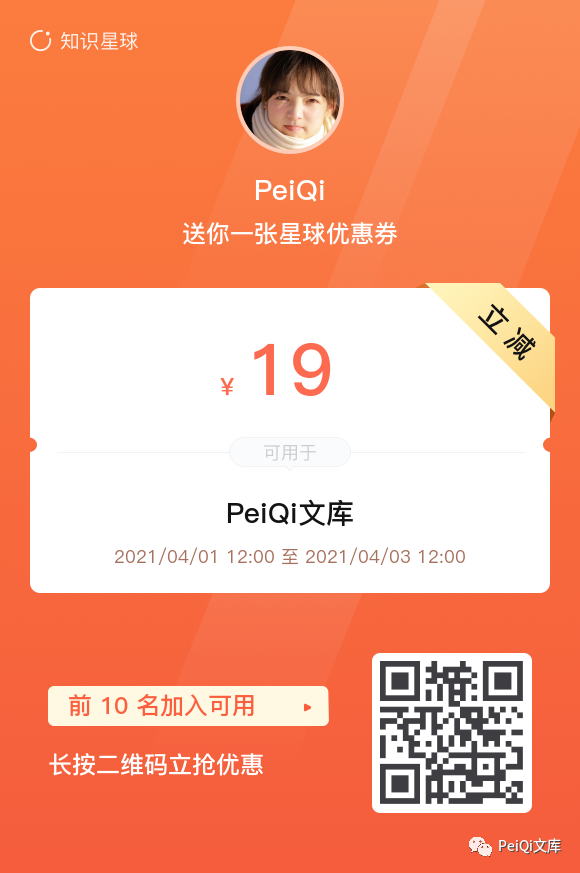 知识星球
PeiQi
送你一张星球优惠券
立减
¥ 19
可用于
PeiQi文库
2021/04/01 12:00 至 2021/04/03 12:00
前 10 名加入可用
长按二维码立抢优惠
PeiQi文库